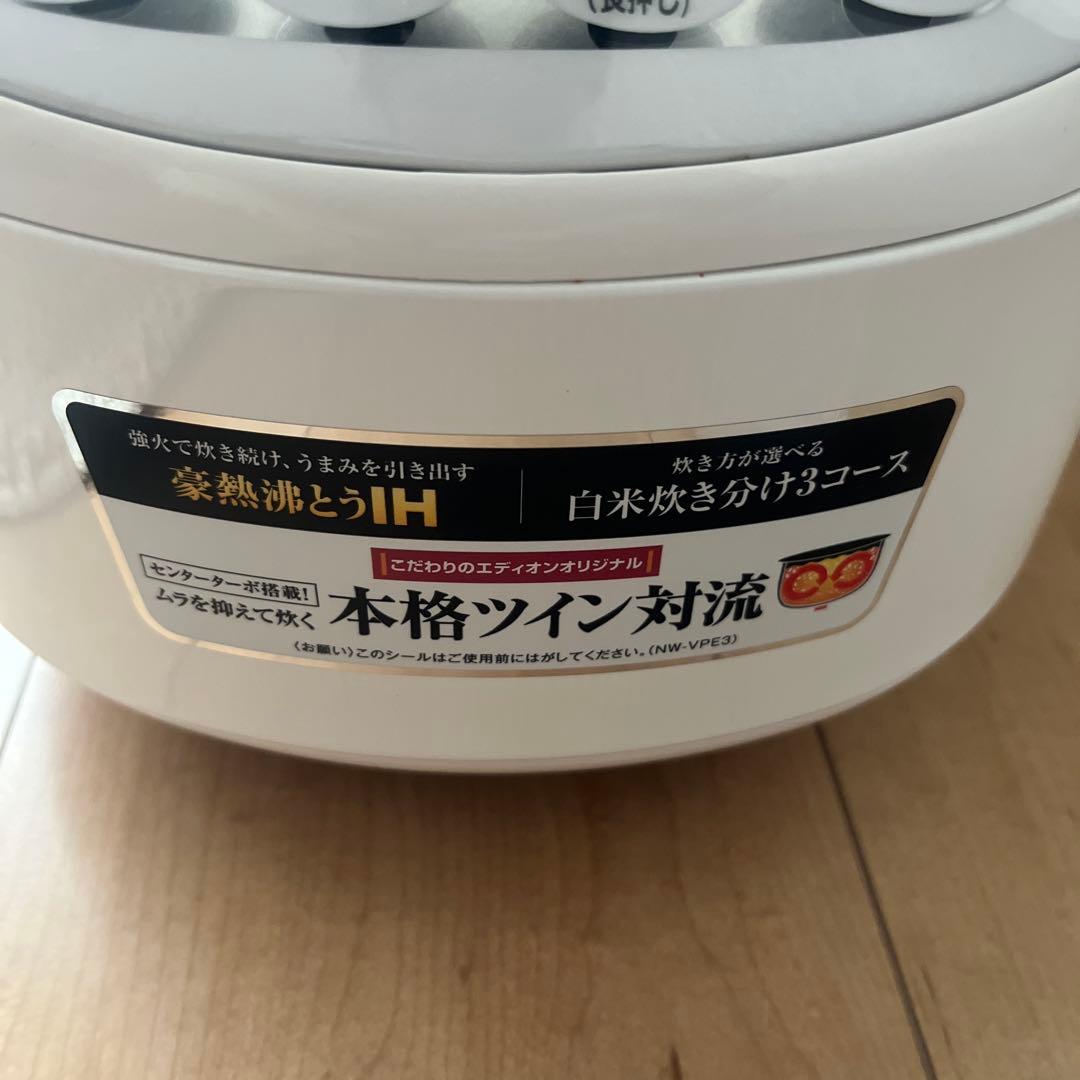 (長押し)
強火で炊き続け、うまみを引き出す
豪熱沸とうIH
炊き方が選べる
白米炊き分け3コース
こだわりのエディオンオリジナル
センターターボ搭載!
ムラを抑えて炊く
本格ツイン対流
〈お願い〉このシールはご使用前にはがしてください。(NW-VPE3)